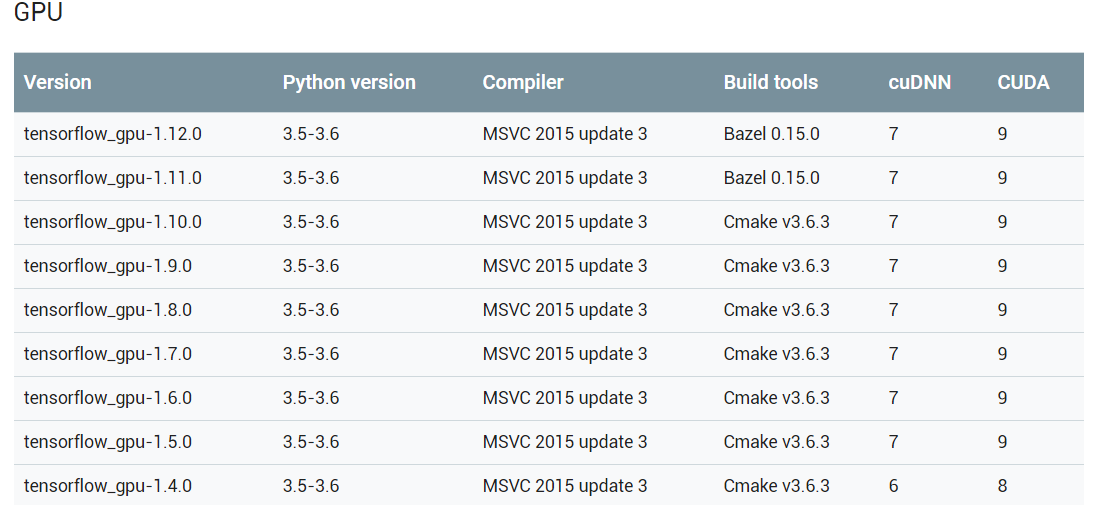 GPU
Version Python version Compiler Build tools cuDNN CUDA
tensorflow_gpu-1.12.0 3.5-3.6 MSVC 2015 update 3 Bazel 0.15.0 7 9
tensorflow_gpu-1.11.0 3.5-3.6 MSVC 2015 update 3 Bazel 0.15.0 7 9
tensorflow_gpu-1.10.0 3.5-3.6 MSVC 2015 update 3 Cmake v3.6.3 7 9
tensorflow_gpu-1.9.0 3.5-3.6 MSVC 2015 update 3 Cmake v3.6.3 7 9
tensorflow_gpu-1.8.0 3.5-3.6 MSVC 2015 update 3 Cmake v3.6.3 7 9
tensorflow_gpu-1.7.0 3.5-3.6 MSVC 2015 update 3 Cmake v3.6.3 7 9
tensorflow_gpu-1.6.0 3.5-3.6 MSVC 2015 update 3 Cmake v3.6.3 7 9
tensorflow_gpu-1.5.0 3.5-3.6 MSVC 2015 update 3 Cmake v3.6.3 7 9
tensorflow_gpu-1.4.0 3.5-3.6 MSVC 2015 update 3 Cmake v3.6.3 6 8